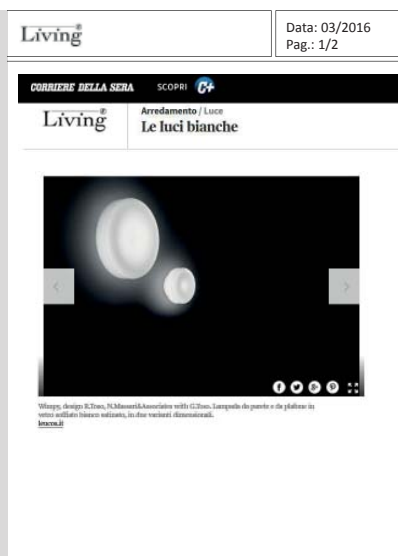 Living
Data: 03/2016
Pag.: 1/2
CORRIERE DELLA SERA SCOPRI C+
Living
Arredamento / Luce
Le luci bianche
Wimpy, design R.Toso, N.Massari&Associates with G.Toso. Lampada da parete e da plafone in
vetro soffiato bianco satinato, in due varianti dimensionali.
leucos.it